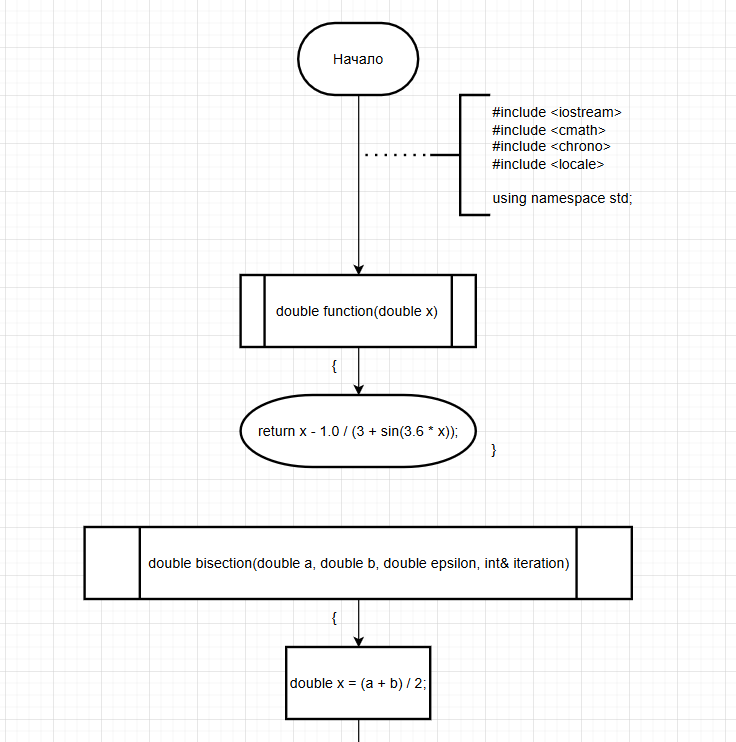 Начало
#include <iostream>
#include <cmath>
#include <chrono>
#include <locale>
using namespace std;
double function(double x)
{
return x - 1.0 / (3 + sin(3.6 * x));
}
double bisection(double a, double b, double epsilon, int& iteration)
{
double x = (a + b) / 2;